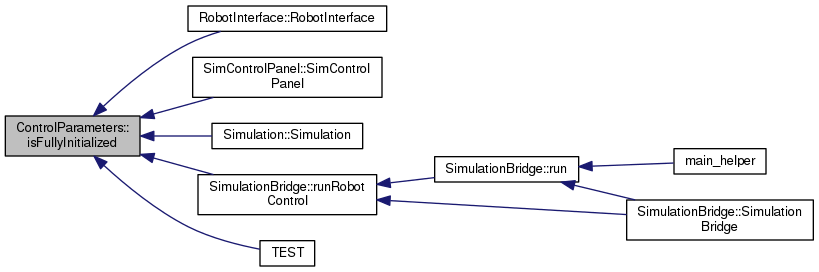 RobotInterface::RobotInterface
SimControlPanel::SimControl
Panel
ControlParameters::
isFullyInitialized
Simulation::Simulation
SimulationBridge::runRobot
Control
TEST
SimulationBridge::run
main_helper
SimulationBridge::Simulation
Bridge